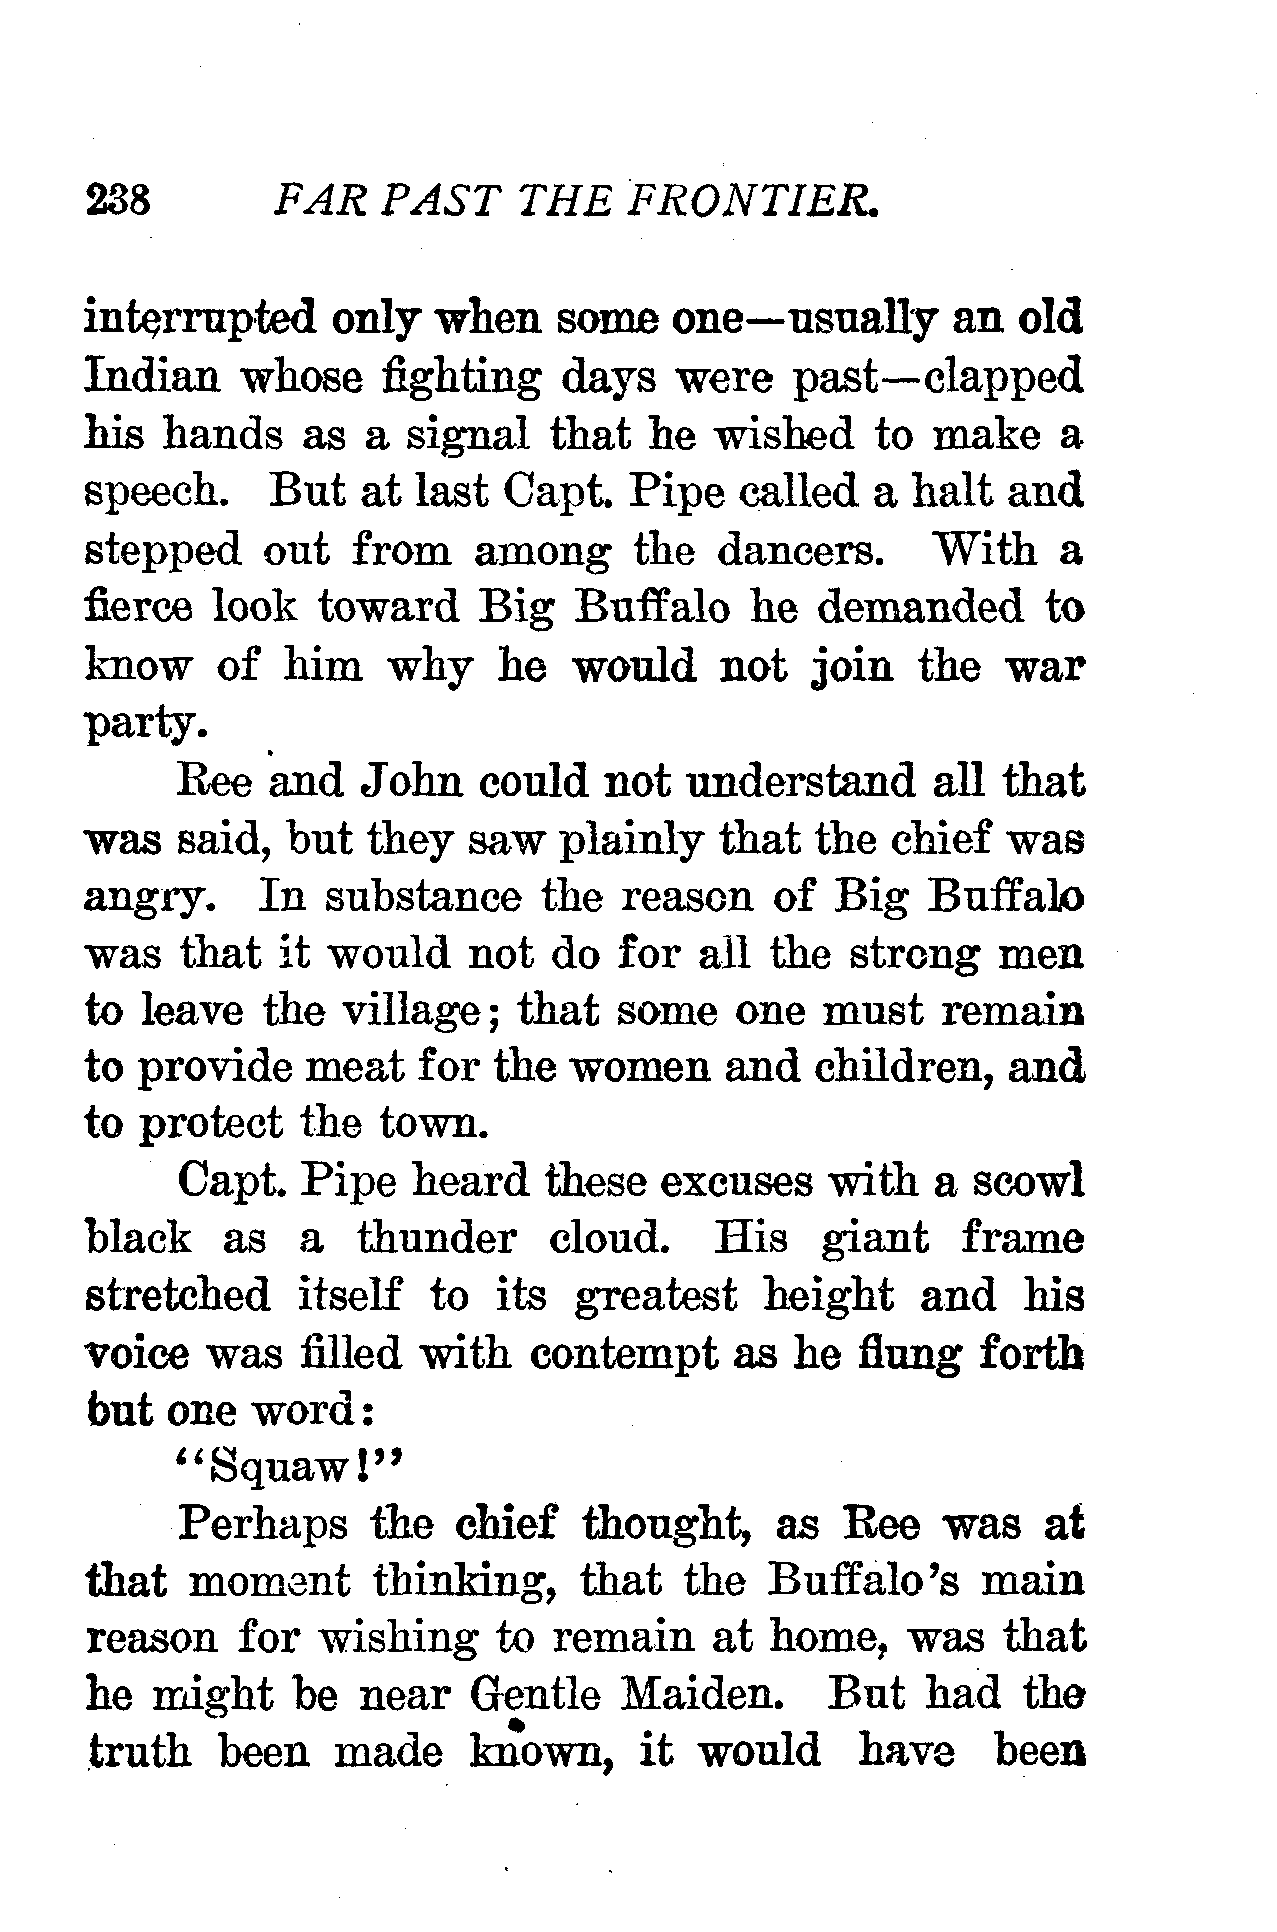 238 FAR PAST THE FRONTIER.
interrupted only when some one—usually an old
Indian whose fighting days were past—clapped
his hands as a signal that he wished to make a
speech. But at last Capt. Pipe called a halt and
stepped out from among the dancers. With a
fierce look toward Big Buffalo he demanded to
know of him why he would not join the war
party.
Ree and John could not understand all that
was said, but they saw plainly that the chief was
angry. In substance the reason of Big Buffalo
was that it would not do for all the strong men
to leave the village; that some one must remain
to provide meat for the women and children, and
to protect the town.
Capt. Pipe heard these excuses with a scowl
black as a thunder cloud. His giant frame
stretched itself to its greatest height and his
voice was filled with contempt as he flung forth
but one word:
"Squaw!"
Perhaps the chief thought, as Ree was at
that moment thinking, that the Buffalo's main
reason for wishing to remain at home, was that
he might be near Gentle Maiden. But had the
truth been made known, it would have been